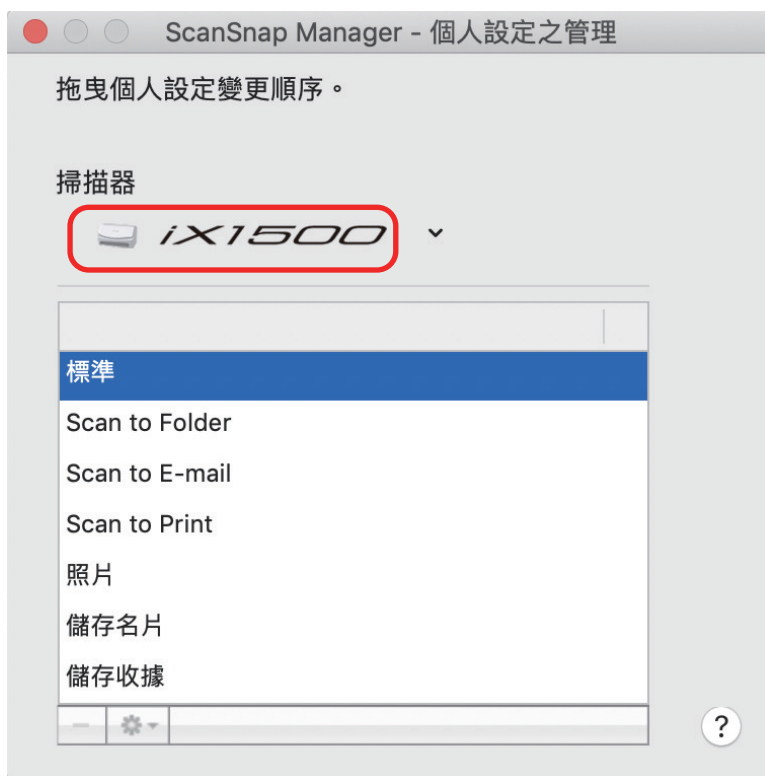 ScanSnap Manager - 個人設定之管理
拖曳個人設定變更順序。
掃描器
iX1500
標準
Scan to Folder
Scan to E-mail
Scan to Print
照片
儲存名片
儲存收據
?